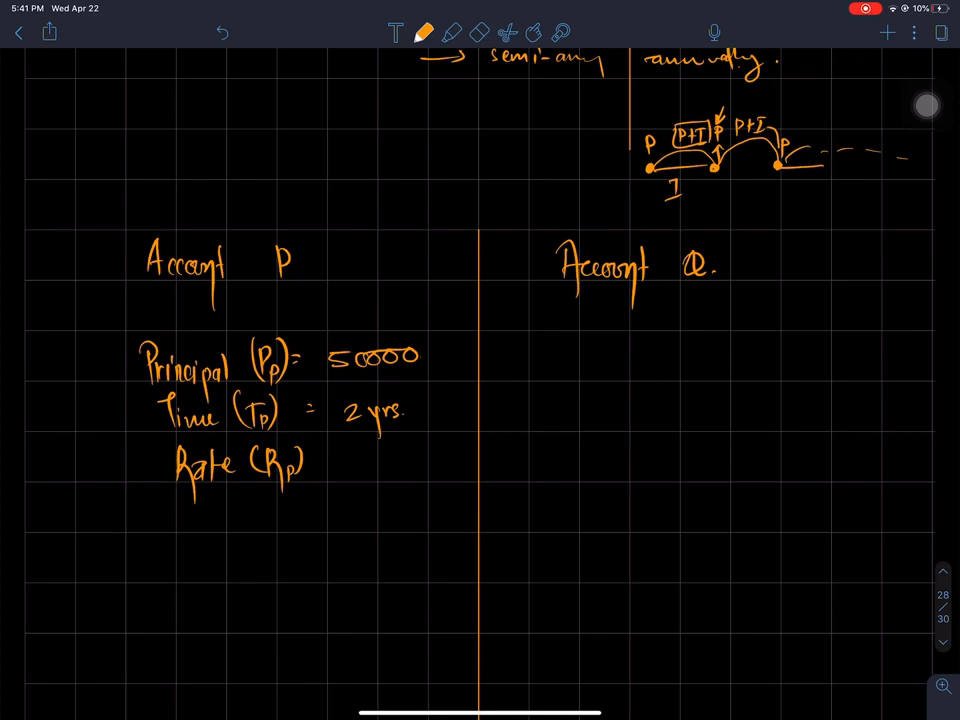 5:41 PM Wed Apr 22
10%
T
→ semi-any
annually.
P P+I P P+I P
I
Account P
Account Q.
Principal (Pp) = 50000
Time (Tp) = 2 yrs.
Rate (Rp)
28
/
30